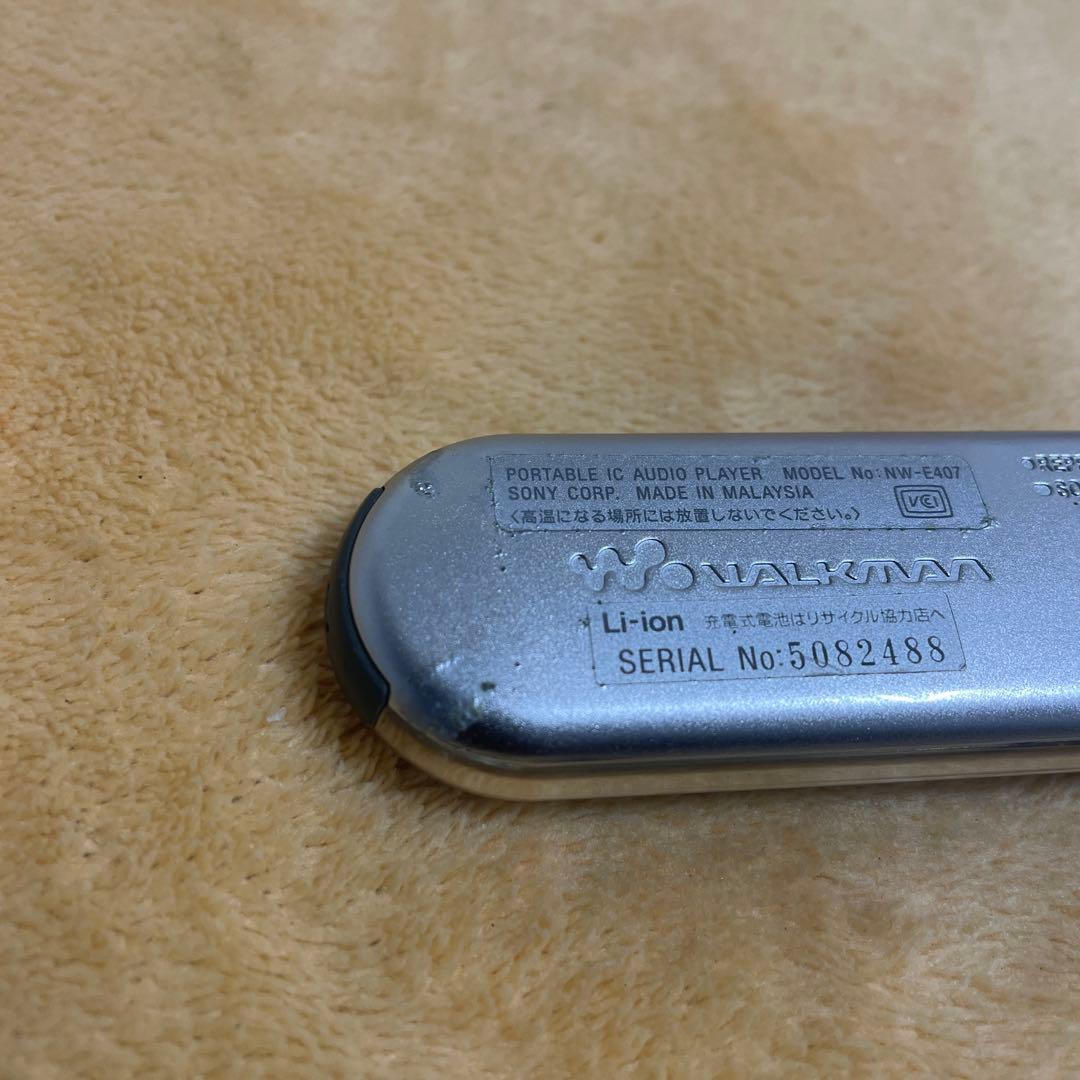 PORTABLE IC AUDIO PLAYER MODEL No:NW-E407
SONY CORP. MADE IN MALAYSIA
〈高温になる場所には放置しないでください。〉
VCI
WALKMAN
Li-ion 充電式電池はリサイクル協力店へ
SERIAL No:5082488